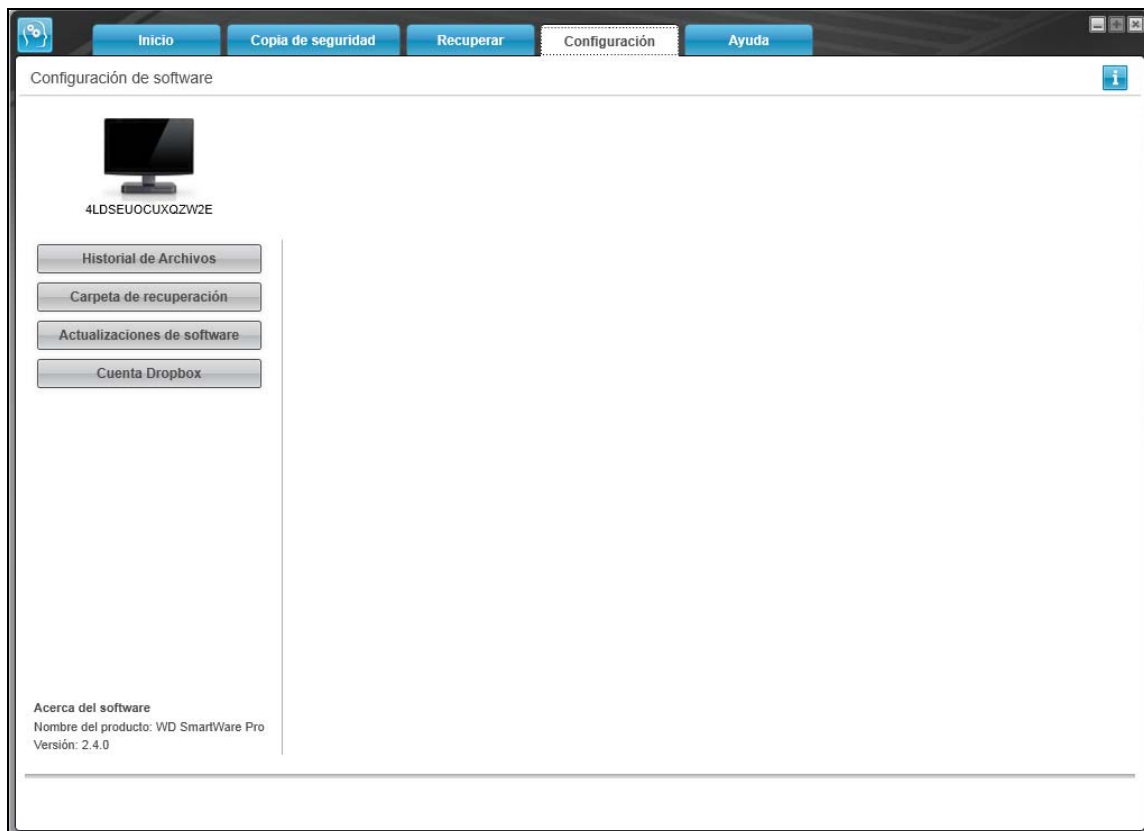 Inicio
Copia de seguridad
Recuperar
Configuración
Ayuda
Configuración de software
4LDSEUOCUXQZW2E
Historial de Archivos
Carpeta de recuperación
Actualizaciones de software
Cuenta Dropbox
Acerca del software
Nombre del producto: WD SmartWare Pro
Versión: 2.4.0